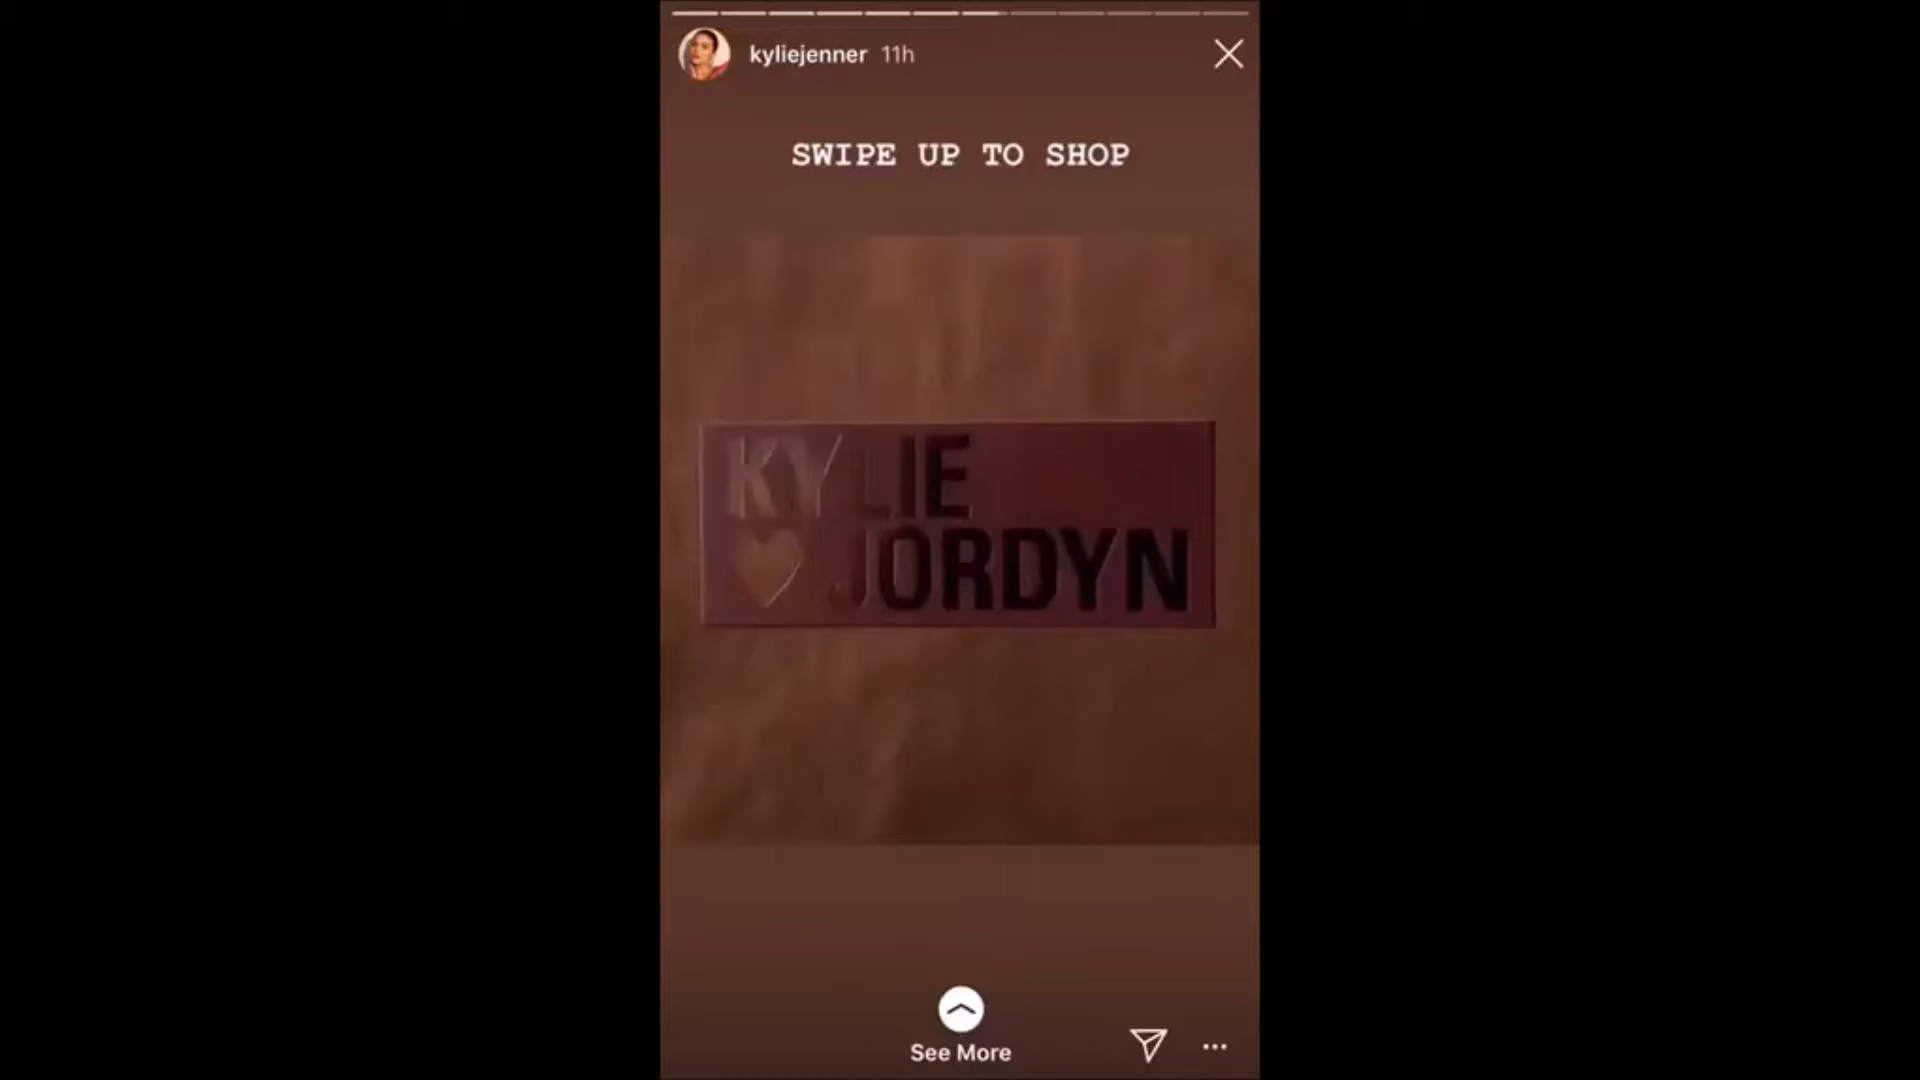 kyliejenner 11h
SWIPE UP TO SHOP
KYLIE
♥ JORDYN
See More